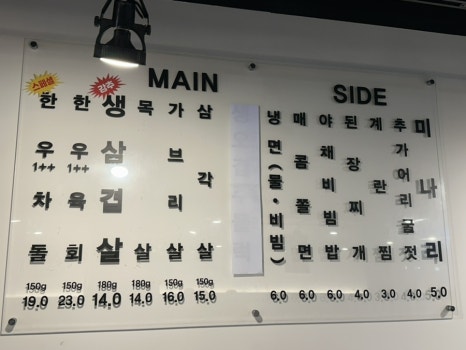 MAIN
스페셜
한우1++차돌
150g
19.0
한우1++육회
150g
23.0
강추
생삼겹살
180g
14.0
목살
180g
14.0
가브리살
150g
16.0
삼각살
150g
15.0
SIDE
냉면(물·비빔)
6.0
매콤쫄면
6.0
야채비빔밥
6.0
된장찌개
4.0
계란찜
3.0
추가어리굴젓
4.0
미나리
5.0